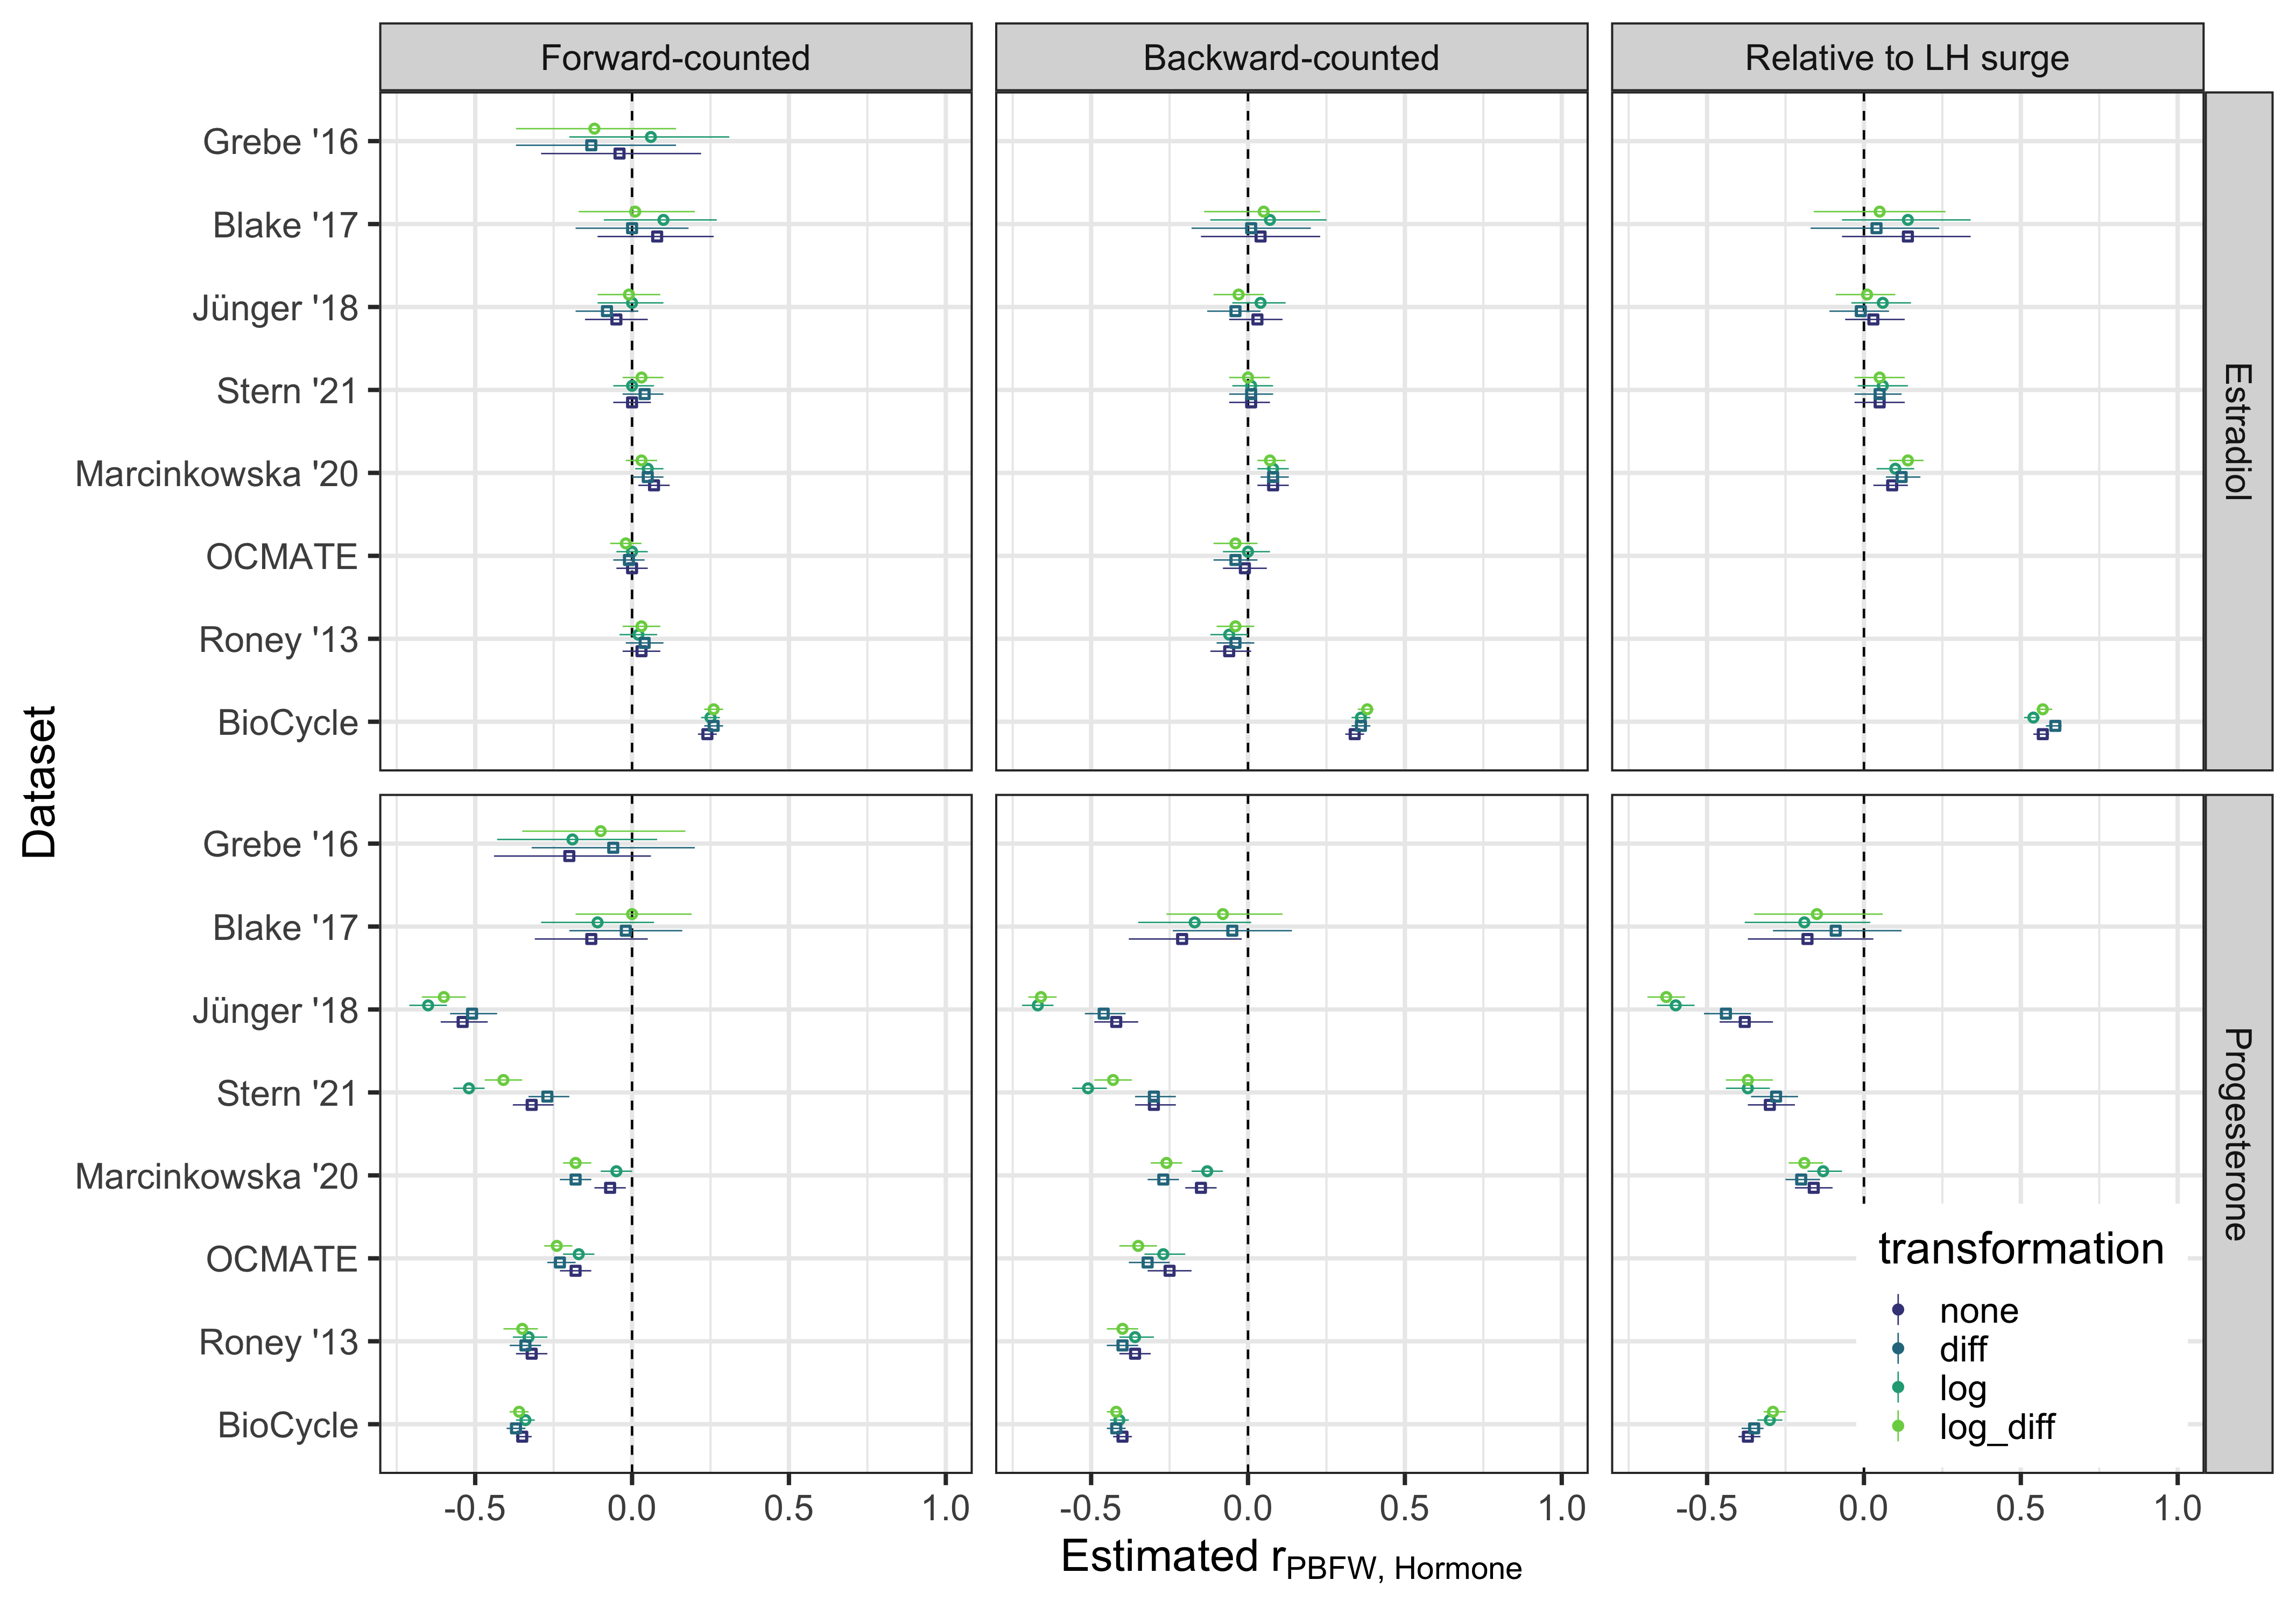 Forward-counted
Backward-counted
Relative to LH surge
Dataset
Grebe '16
Blake '17
Jünger '18
Stern '21
Marcinkowska '20
OCMATE
Roney '13
BioCycle
Estradiol
Grebe '16
Blake '17
Jünger '18
Stern '21
Marcinkowska '20
OCMATE
Roney '13
BioCycle
Progesterone
transformation
none
diff
log
log_diff
-0.5 0.0 0.5 1.0
-0.5 0.0 0.5 1.0
-0.5 0.0 0.5 1.0
Estimated r PBFW, Hormone